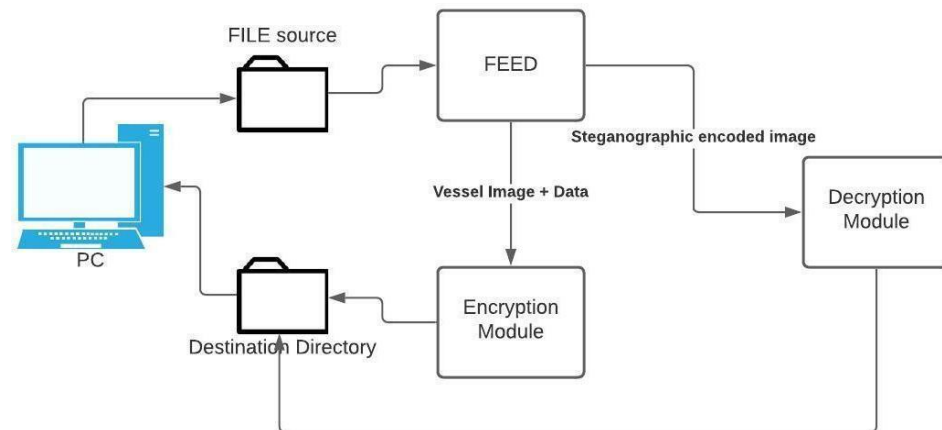 FILE source
FEED
Steganographic encoded image
Vessel Image + Data
Decryption
Module
PC
Encryption
Module
Destination Directory